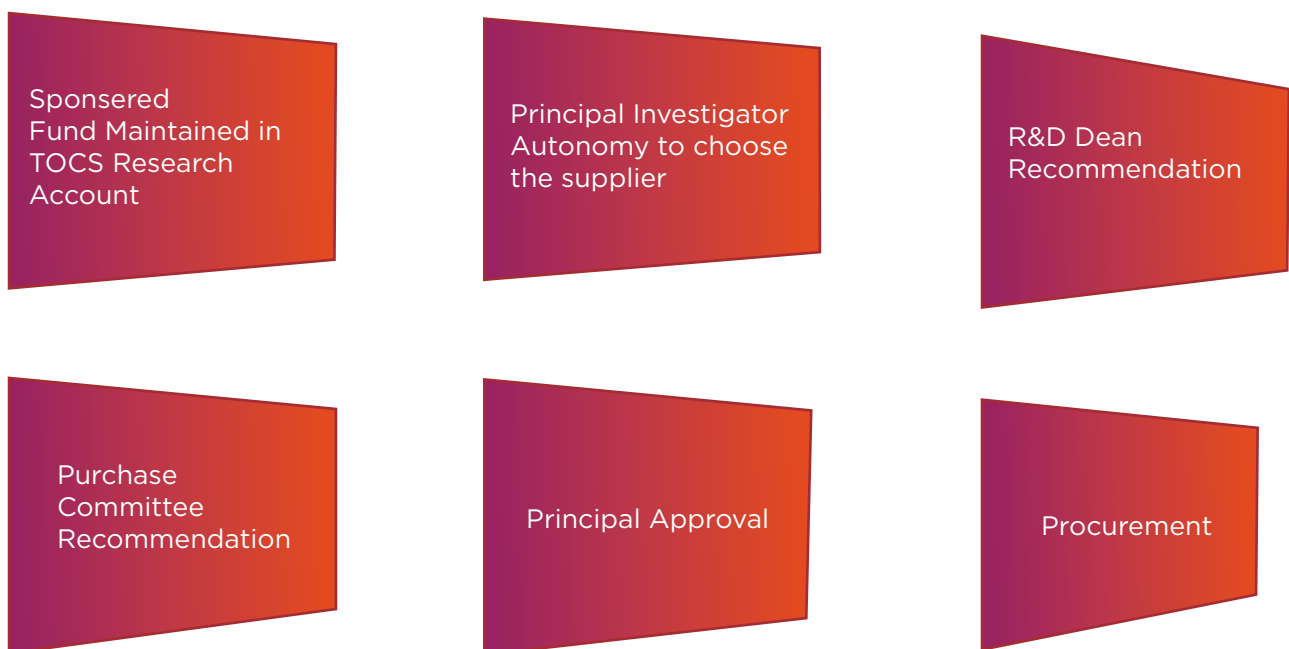 Sponsered
Fund Maintained in
TOCS Research
Account
Principal Investigator
Autonomy to choose
the supplier
R&D Dean
Recommendation
Purchase
Committee
Recommendation
Principal Approval
Procurement